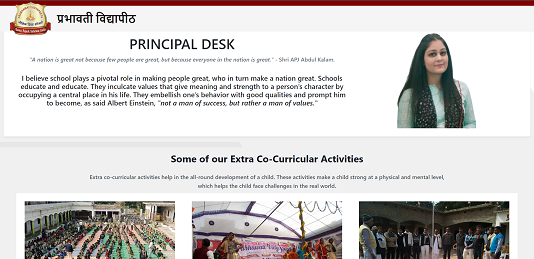 प्रभावती विद्यापीठ
PRINCIPAL DESK
"A nation is great not because few people are great, but because everyone in the nation is great." - Shri APJ Abdul Kalam.
I believe school plays a pivotal role in making people great, who in turn make a nation great. Schools
educate and educate. They inculcate values that give meaning and strength to a person's character by
occupying a central place in his life. They embellish one's behavior with good qualities and prompt him
to become, as said Albert Einstein, "not a man of success, but rather a man of values."
Some of our Extra Co-Curricular Activities
Extra co-curricular activities help in the all-round development of a child. These activities make a child strong at a physical and mental level,
which helps the child face challenges in the real world.